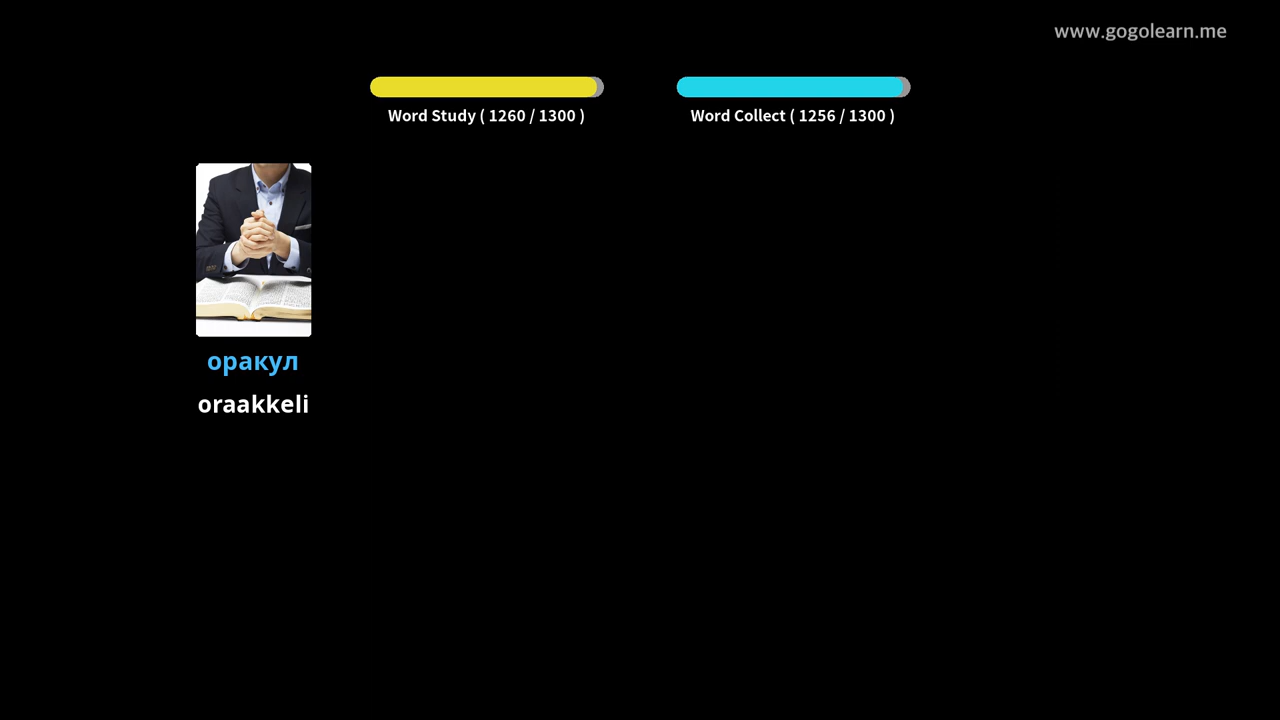 www.gogolearn.me
Word Study ( 1260 / 1300 )
Word Collect ( 1256 / 1300 )
оракул
oraakkeli